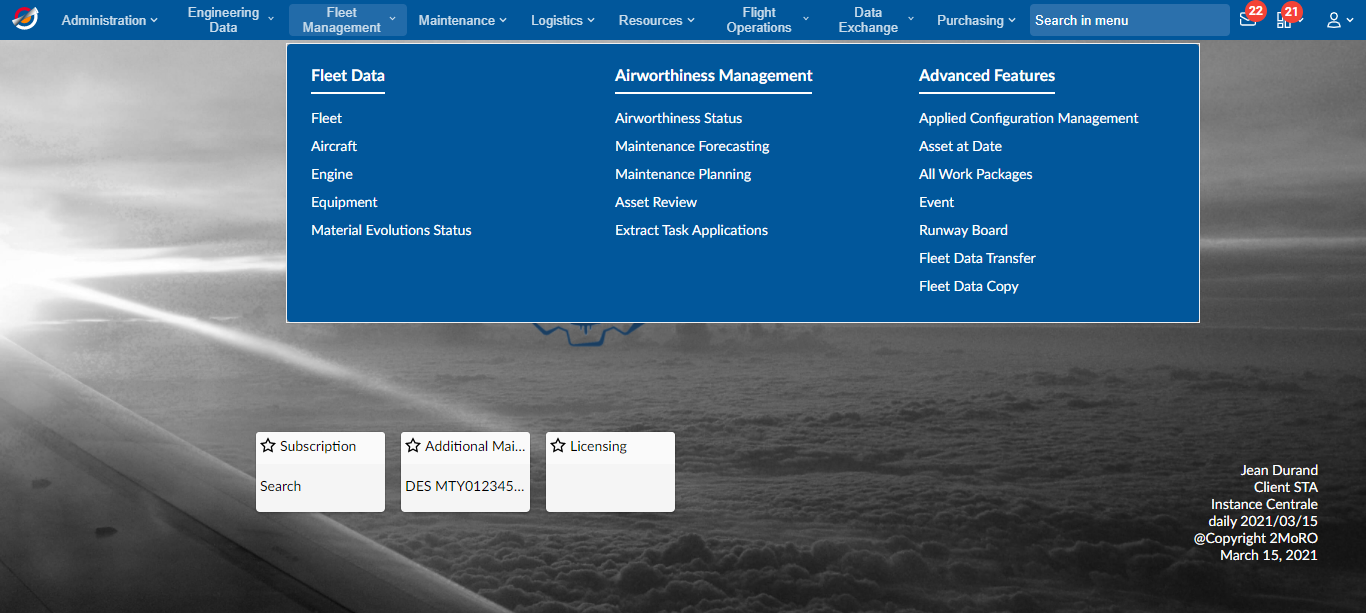 Administration
Engineering
Data
Fleet
Management
Maintenance
Logistics
Resources
Flight
Operations
Data
Exchange
Purchasing
Search in menu
22
21
Fleet Data
Fleet
Aircraft
Engine
Equipment
Material Evolutions Status
Airworthiness Management
Airworthiness Status
Maintenance Forecasting
Maintenance Planning
Asset Review
Extract Task Applications
Advanced Features
Applied Configuration Management
Asset at Date
All Work Packages
Event
Runway Board
Fleet Data Transfer
Fleet Data Copy
Subscription
Search
Additional Mai...
DES MTY012345...
Licensing
Jean Durand
Client STA
Instance Centrale
daily 2021/03/15
@Copyright 2MoRO
March 15, 2021